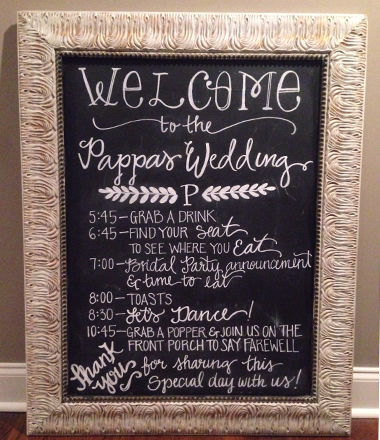 WELCOME
to the
Pappas Wedding
P
5:45-GRAB A DRINK
6:45-FIND YOUR Seat
TO SEE WHERE YOU Eat
7:00-Bridal Party announcement
& time to eat
8:00-TOASTS
8:30-Let's Dance!
10:45-GRAB A POPPER & JOIN US ON THE
FRONT PORCH TO SAY FAREWELL
thank you for sharing this
Special day with us!